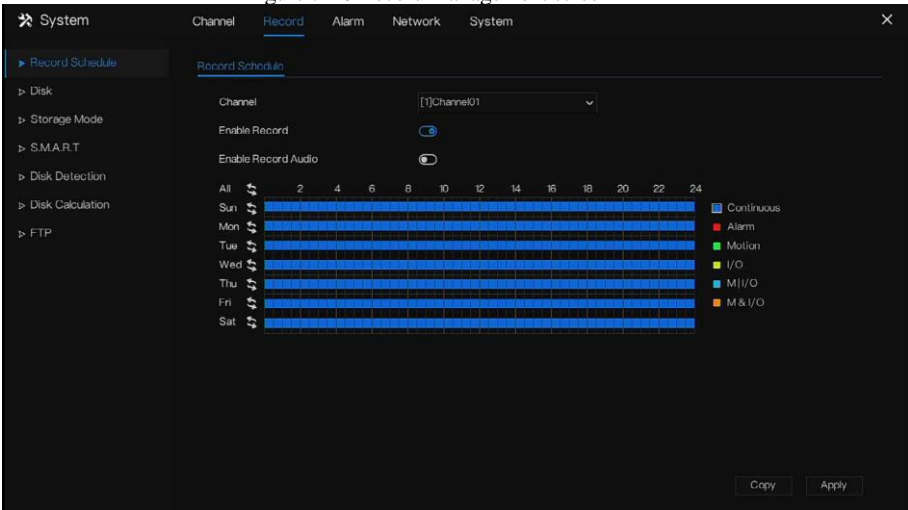 System Channel Record Alarm Network System
Record Schedule
Disk
Storage Mode
S.M.A.R.T
Disk Detection
Disk Calculation
FTP
Record Schedule
Channel [1]Channel01
Enable Record
Enable Record Audio
All 2 4 6 8 10 12 14 16 18 20 22 24
Sun Continuous
Mon Alarm
Tue Motion
Wed I/O
Thu M|I/O
Fri M & I/O
Sat
Copy Apply